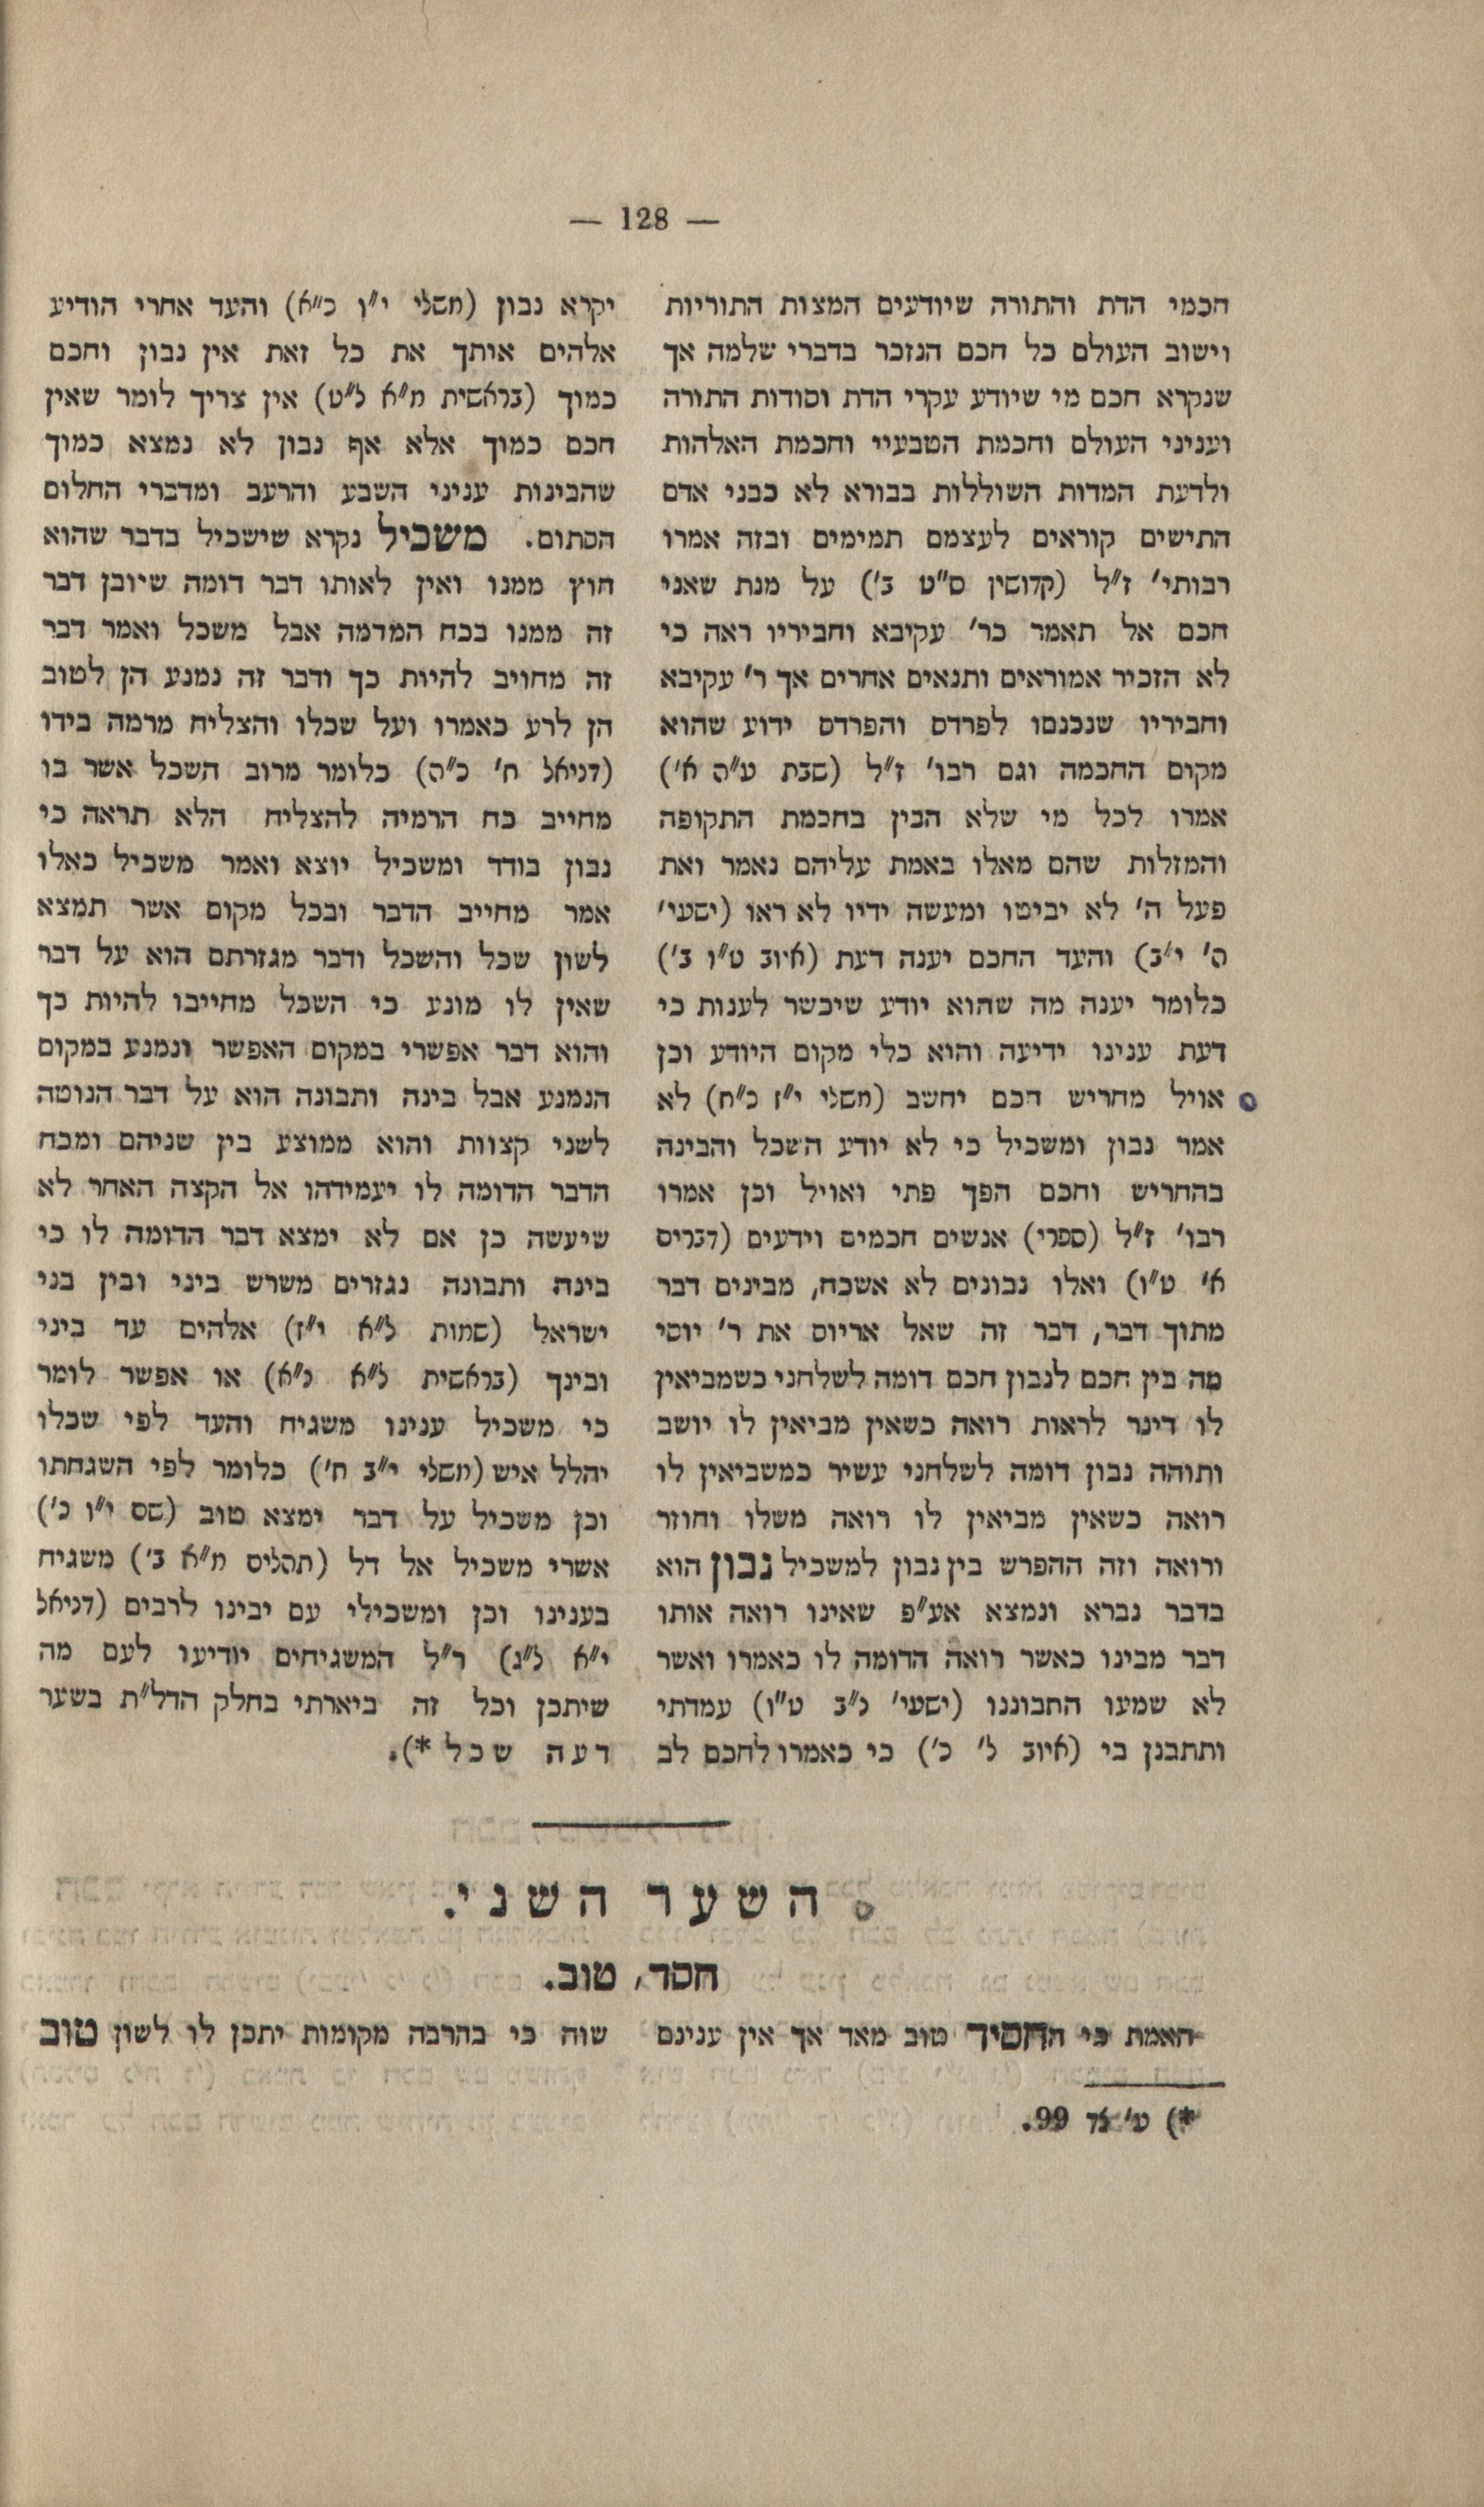 — 128 —
חכמי הדת והתורה שיודעים המצות התוריות
וישוב העולם כל חכם הנזכר בדברי שלמה אך
שנקרא חכם מי שיודע עקרי הדת וסודות התורה
ועניני העולם וחכמת הטבעיי וחכמת האלהות
ולדעת המדות השוללות בבורא לא כבני אדם
התישים קוראים לעצמם תמימים ובזה אמרו
רבותי׳ ז״ל (קדושין ס״ט ב׳) על מנת שאני
חכם אל תאמר כר׳ עקיבא וחביריו ראה כי
לא הזכיר אמוראים ותנאים אחרים אך ר׳ עקיבא
וחביריו שנכנסו לפרדס והפרדס ידוע שהוא
מקום החכמה וגם רבו׳ ז״ל (שבת ע״ה א׳)
אמרו לכל מי שלא הבין בחכמת התקופה
והמזלות שהם מאלו באמת עליהם נאמר ואת
פעל ה׳ לא יביטו ומעשה ידיו לא ראו (ישעי׳
ה׳ י״ב) והעד החכם יענה דעת (איוב ט״ו ב׳)
כלומר יענה מה שהוא יודע שיכשר לענות כי
דעת ענינו ידיעה והוא כלי מקום היודע וכן
אויל מחריש חכם יחשב (משלי י״ז כ״ח) לא
אמר נבון ומשכיל כי לא יודע השכל והבינה
בהחריש וחכם הפך פתי ואויל וכן אמרו
רבו׳ ז״ל (ספרי) אנשים חכמים וידעים (דברים
א׳ ט״ו) ואלו נבונים לא אשכח, מבינים דבר
מתוך דבר, דבר זה שאל אריוס את ר׳ יוסי
מה בין חכם לנבון חכם דומה לשלחני כשמביאין
לו דינר לראות רואה כשאין מביאין לו יושב
ותוהה נבון דומה לשלחני עשיר כמשביאין לו
רואה כשאין מביאין לו רואה משלו וחוזר
ורואה וזה ההפרש בין נבון למשכיל נבון הוא
בדבר נברא ונמצא אע״פ שאינו רואה אותו
דבר מבינו כאשר רואה הדומה לו כאמרו ואשר
לא שמעו התבוננו (ישעי׳ נ״ב ט״ו) עמדתי
ותתבנן בי (איוב ל׳ כ׳) כי כאמרו לחכם לב
יקרא נבון (משלי י״ו כ״א) והעד אחרי הודיע
אלהים אותך את כל זאת אין נבון וחכם
כמוך (בראשית מ״א ל״ט) אין צריך לומר שאין
חכם כמוך אלא אף נבון לא נמצא כמוך
שהבינות עניני השבע והרעב ומדברי החלום
הסתום. משכיל נקרא שישכיל בדבר שהוא
חוץ ממנו ואין לאותו דבר דומה שיובן דבר
זה ממנו בכח המדמה אבל משכל ואמר דבר
זה מחויב להיות כך ודבר זה נמנע הן לטוב
הן לרע כאמרו ועל שכלו והצליח מרמה בידו
(דניאל ח׳ כ״ה) כלומר מרוב השכל אשר בו
מחייב כח הרמיה להצליח הלא תראה כי
נבון בודד ומשכיל יוצא ואמר משכיל כאלו
אמר מחייב הדבר ובכל מקום אשר תמצא
לשון שכל והשכל ודבר מגזרתם הוא על דבר
שאין לו מונע כי השכל מחייבו להיות כך
והוא דבר אפשרי במקום האפשר ונמנע במקום
הנמנע אבל בינה ותבונה הוא על דבר הנוטה
לשני קצוות והוא ממוצע בין שניהם ומכח
הדבר הדומה לו יעמידהו אל הקצה האחר לא
שיעשה כן אם לא ימצא דבר הדומה לו כי
בינה ותבונה נגזרים משרש ביני ובין בני
ישראל (שמות ל״א י״ז) אלהים עד ביני
ובינך (בראשית ל״א נ״א) או אפשר לומר
כי משכיל ענינו משגיח והעד לפי שכלו
יהלל איש (משלי י״ב ח׳) כלומר לפי השגחתו
וכן משכיל על דבר ימצא טוב (שם י״ו כ׳)
אשרי משכיל אל דל (תהלים מ״א ב׳) משגיח
בענינו וכן ומשכילי עם יבינו לרבים (דניאל
י״א ל״ג) ר״ל המשגיחים יודיעו לעם מה
שיתכן וכל זה ביארתי בחלק הדל״ת בשער
דעה שכל *).
השער השני.
חסד, טוב.
האמת כי החסיד טוב מאד אך אין ענינם
שוה כי בהרבה מקומות יתכן לו לשון טוב
*) ע׳ צד 99.